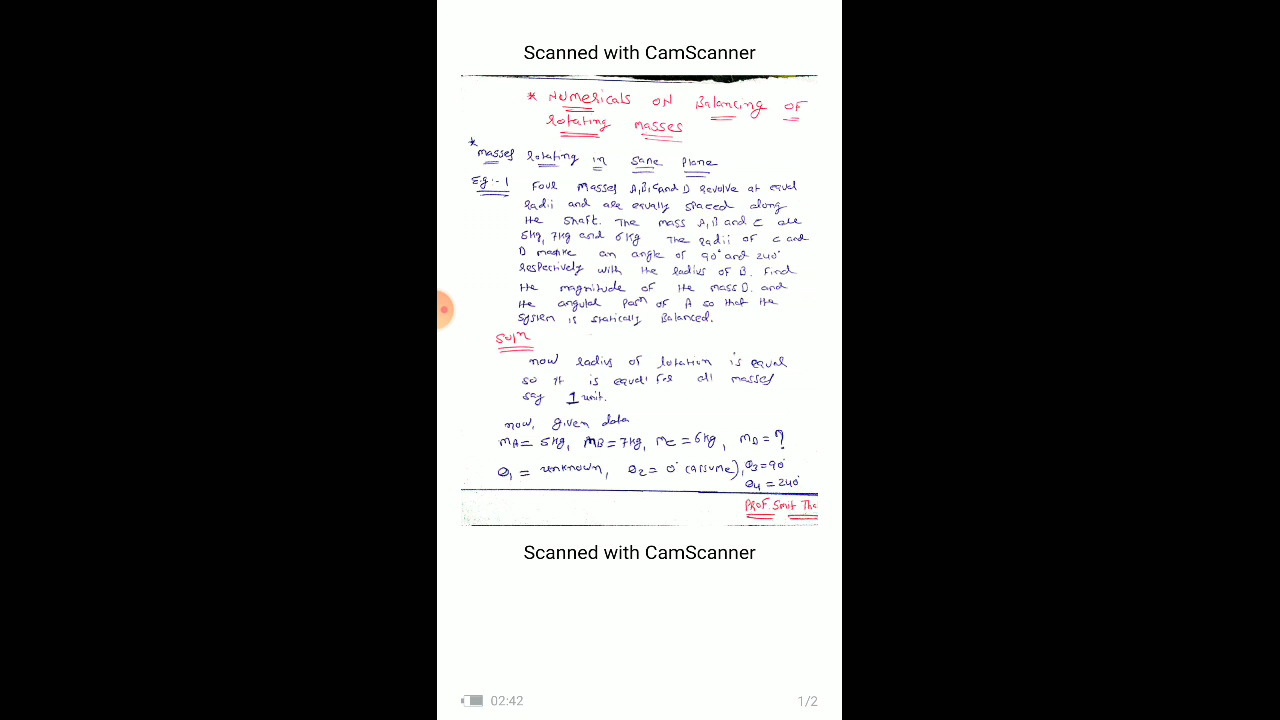 Scanned with CamScanner
* Numericals on Balancing of
rotating masses
* masses rotating in same plane
Eg:-1 Four masses A,B,C and D revolve at equal
radii and are equally spaced along
the shaft. The mass A,B and C are
5kg, 7kg and 6kg The radii of C and
D make an angle of 90° and 240°
respectively with the radius of B. Find
the magnitude of the mass D. and
the angular posn of A so that the
system is statically Balanced.
soln
now radius of rotation is equal
so it is equal for all masses
say 1 unit.
now, given data
mA = 5kg, mB = 7kg, mC = 6kg, mD = ?
θ1 = unknown, θ2 = 0° (assume), θ3 = 90°
θ4 = 240°
Prof. Smit Tha
Scanned with CamScanner
02:42
1/2